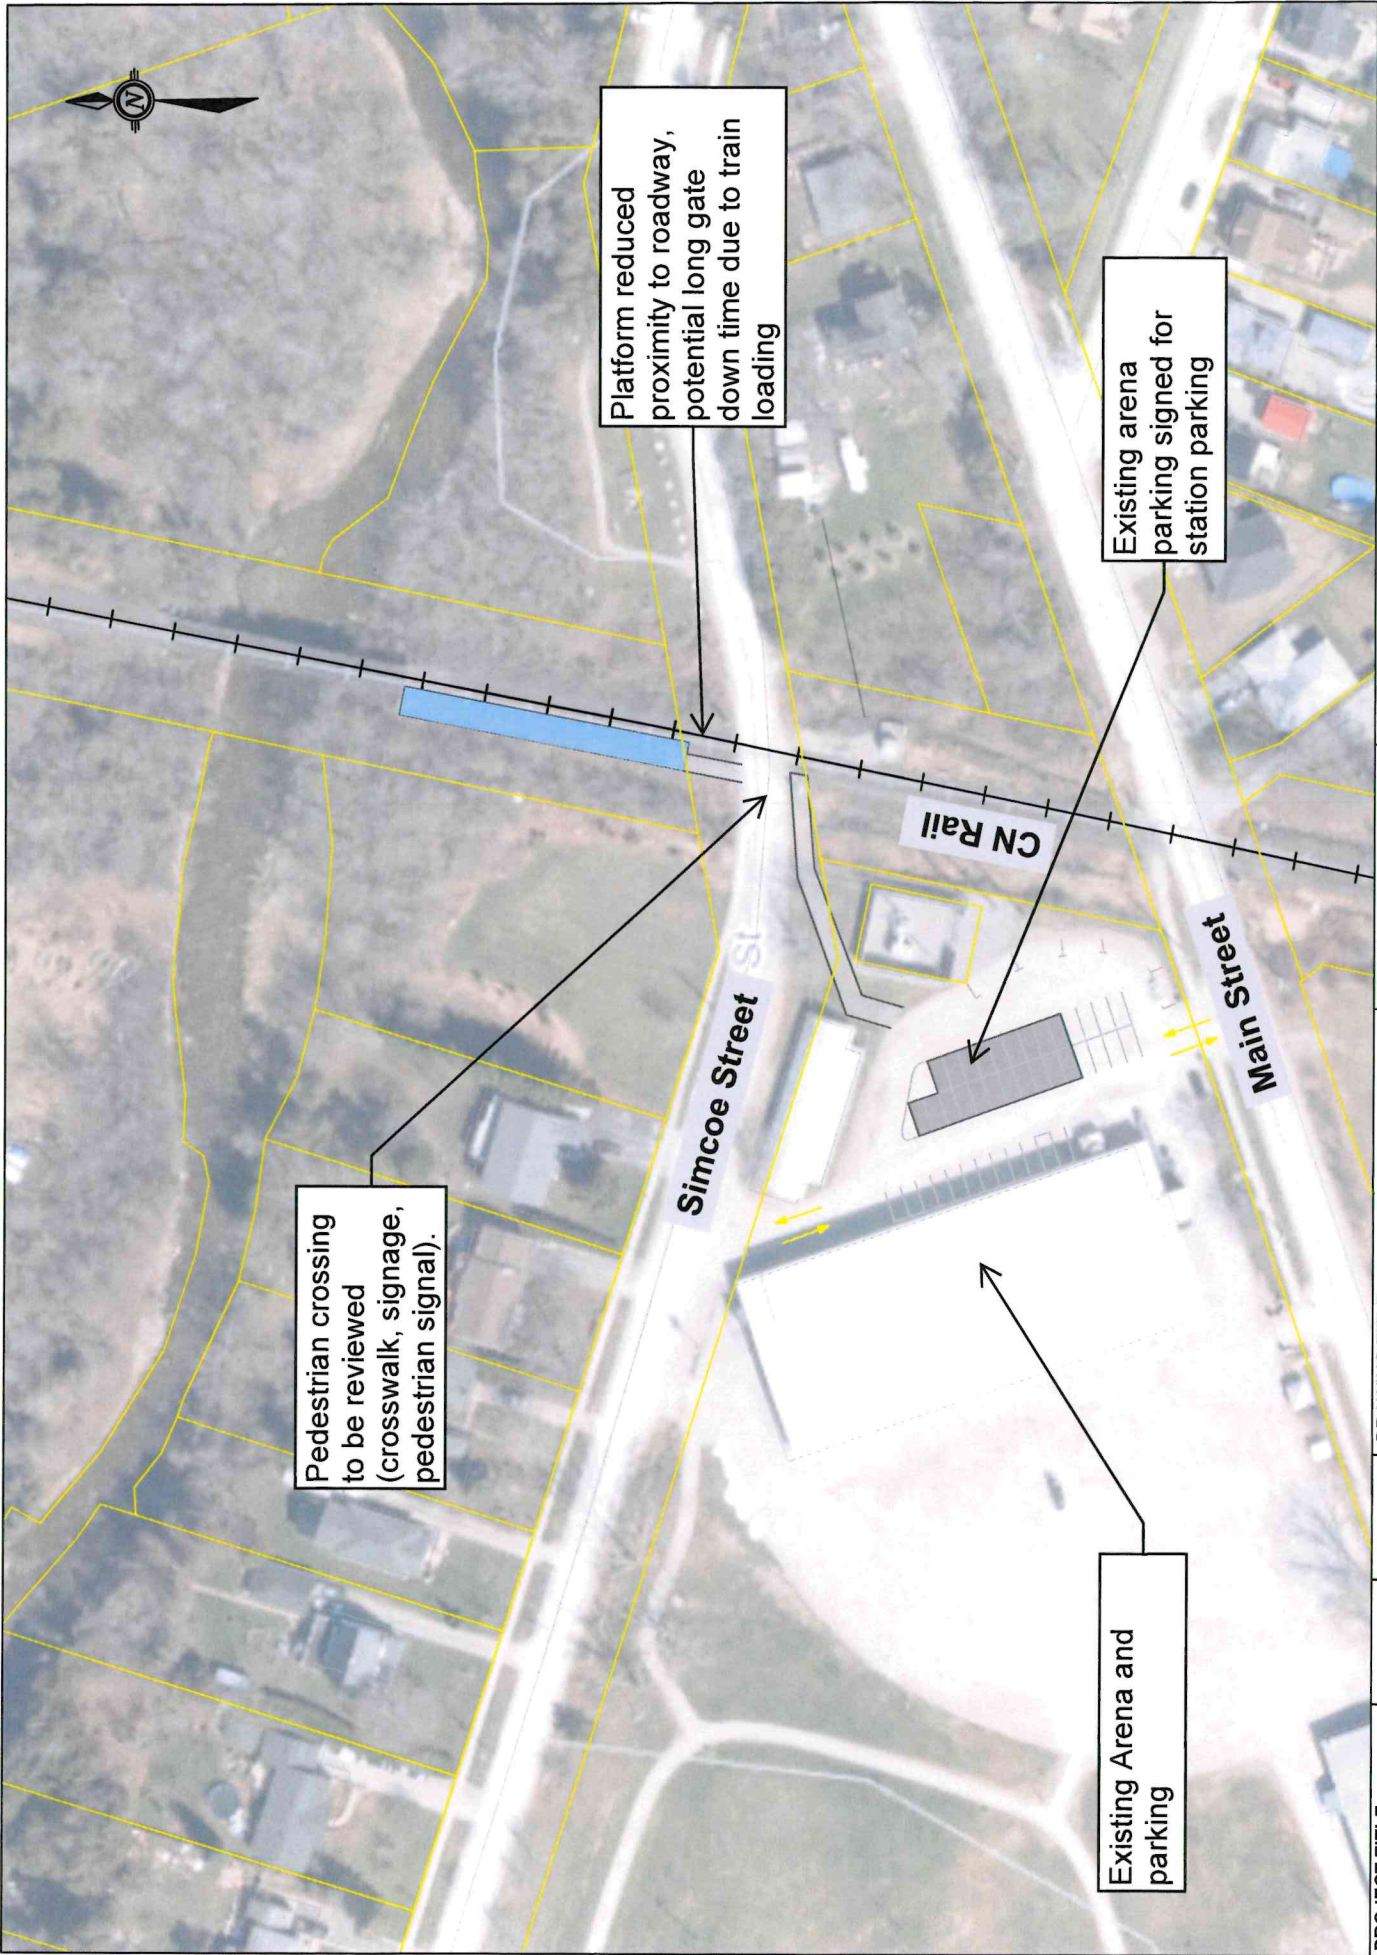 N
Platform reduced
proximity to roadway,
potential long gate
down time due to train
loading
Pedestrian crossing
to be reviewed
(crosswalk, signage,
pedestrian signal).
St
Simcoe Street
CN Rail
Existing arena
parking signed for
station parking
Main Street
Existing Arena and
parking
PROJECT TITLE